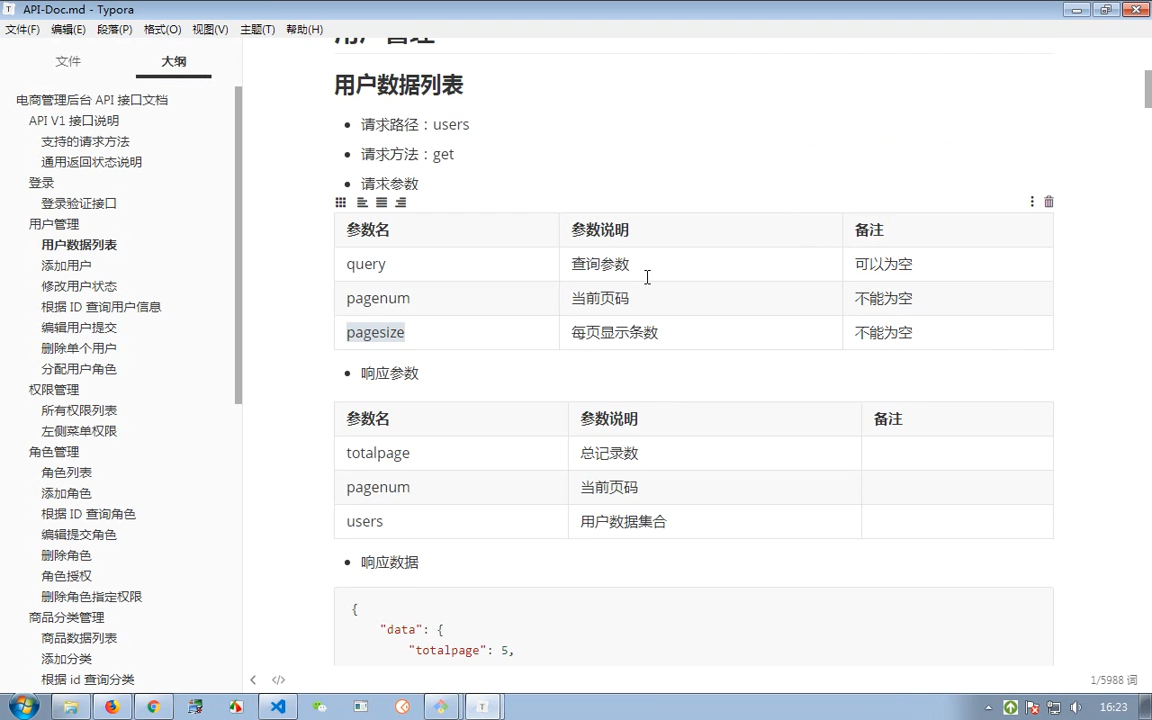 API-Doc.md - Typora
文件(F) 编辑(E) 段落(P) 格式(O) 视图(V) 主题(T) 帮助(H)
文件 大纲
电商管理后台 API 接口文档
API V1 接口说明
支持的请求方法
通用返回状态说明
登录
登录验证接口
用户管理
用户数据列表
添加用户
修改用户状态
根据 ID 查询用户信息
编辑用户提交
删除单个用户
分配用户角色
权限管理
所有权限列表
左侧菜单权限
角色管理
角色列表
添加角色
根据 ID 查询角色
编辑提交角色
删除角色
角色授权
删除角色指定权限
商品分类管理
商品数据列表
添加分类
根据 id 查询分类
用户管理
用户数据列表
请求路径：users
请求方法：get
请求参数
参数名 参数说明 备注
query 查询参数 可以为空
pagenum 当前页码 不能为空
pagesize 每页显示条数 不能为空
响应参数
参数名 参数说明 备注
totalpage 总记录数
pagenum 当前页码
users 用户数据集合
响应数据
{
"data": {
"totalpage": 5,
1/5988 词
16:23